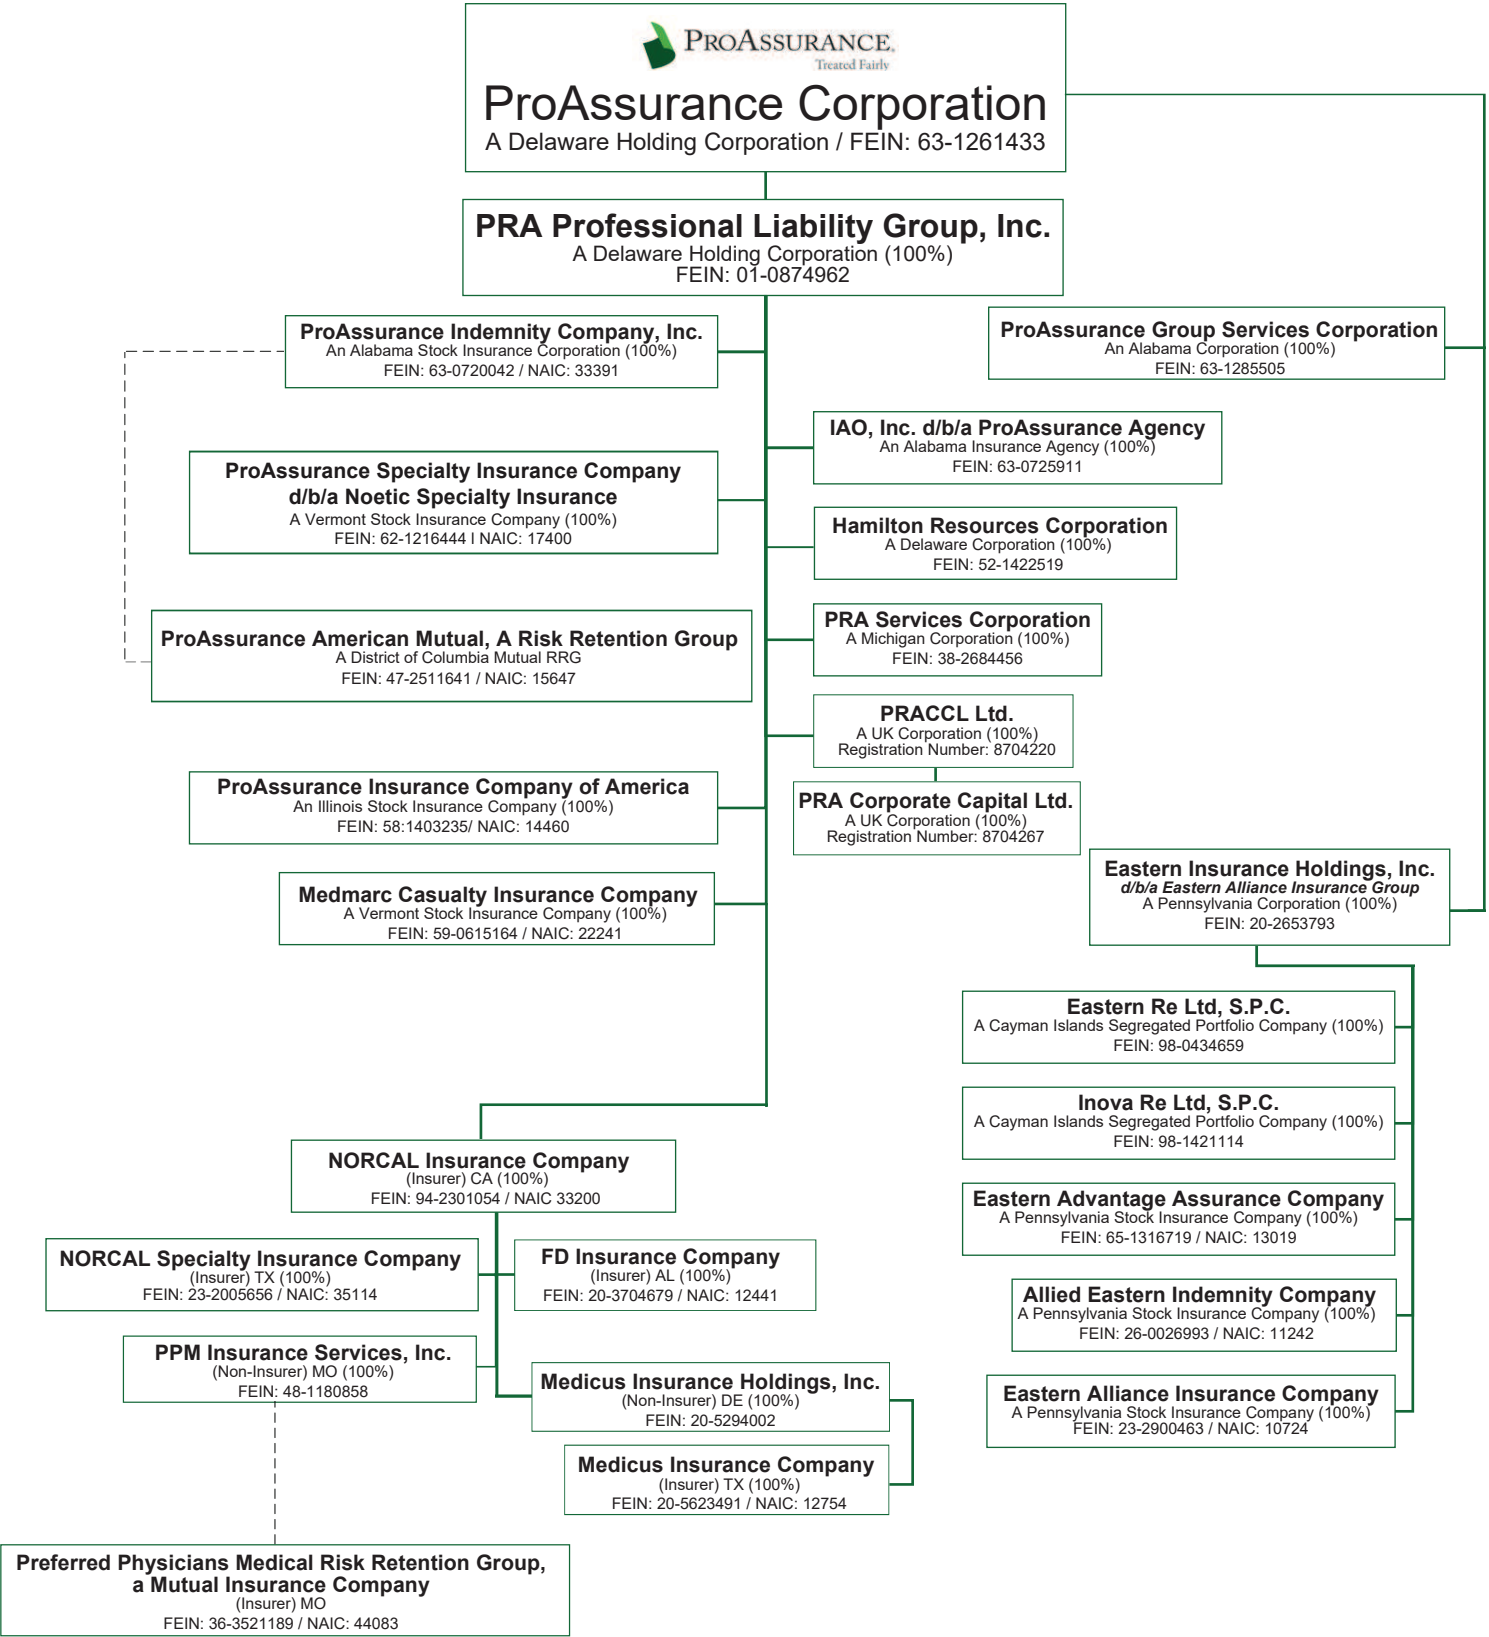 PROASSURANCE.
Treated Fairly
ProAssurance Corporation
A Delaware Holding Corporation / FEIN: 63-1261433
PRA Professional Liability Group, Inc.
A Delaware Holding Corporation (100%)
FEIN: 01-0874962
ProAssurance Indemnity Company, Inc.
An Alabama Stock Insurance Corporation (100%)
FEIN: 63-0720042 / NAIC: 33391
ProAssurance Group Services Corporation
An Alabama Corporation (100%)
FEIN: 63-1285505
IAO, Inc. d/b/a ProAssurance Agency
An Alabama Insurance Agency (100%)
FEIN: 63-0725911
ProAssurance Specialty Insurance Company
d/b/a Noetic Specialty Insurance
A Vermont Stock Insurance Company (100%)
FEIN: 62-1216444 I NAIC: 17400
Hamilton Resources Corporation
A Delaware Corporation (100%)
FEIN: 52-1422519
ProAssurance American Mutual, A Risk Retention Group
A District of Columbia Mutual RRG
FEIN: 47-2511641 / NAIC: 15647
PRA Services Corporation
A Michigan Corporation (100%)
FEIN: 38-2684456
PRACCL Ltd.
A UK Corporation (100%)
Registration Number: 8704220
ProAssurance Insurance Company of America
An Illinois Stock Insurance Company (100%)
FEIN: 58:1403235/ NAIC: 14460
PRA Corporate Capital Ltd.
A UK Corporation (100%)
Registration Number: 8704267
Medmarc Casualty Insurance Company
A Vermont Stock Insurance Company (100%)
FEIN: 59-0615164 / NAIC: 22241
Eastern Insurance Holdings, Inc.
d/b/a Eastern Alliance Insurance Group
A Pennsylvania Corporation (100%)
FEIN: 20-2653793
Eastern Re Ltd, S.P.C.
A Cayman Islands Segregated Portfolio Company (100%)
FEIN: 98-0434659
Inova Re Ltd, S.P.C.
A Cayman Islands Segregated Portfolio Company (100%)
FEIN: 98-1421114
NORCAL Insurance Company
(Insurer) CA (100%)
FEIN: 94-2301054 / NAIC 33200
Eastern Advantage Assurance Company
A Pennsylvania Stock Insurance Company (100%)
FEIN: 65-1316719 / NAIC: 13019
NORCAL Specialty Insurance Company
(Insurer) TX (100%)
FEIN: 23-2005656 / NAIC: 35114
FD Insurance Company
(Insurer) AL (100%)
FEIN: 20-3704679 / NAIC: 12441
Allied Eastern Indemnity Company
A Pennsylvania Stock Insurance Company (100%)
FEIN: 26-0026993 / NAIC: 11242
PPM Insurance Services, Inc.
(Non-Insurer) MO (100%)
FEIN: 48-1180858
Medicus Insurance Holdings, Inc.
(Non-Insurer) DE (100%)
FEIN: 20-5294002
Eastern Alliance Insurance Company
A Pennsylvania Stock Insurance Company (100%)
FEIN: 23-2900463 / NAIC: 10724
Medicus Insurance Company
(Insurer) TX (100%)
FEIN: 20-5623491 / NAIC: 12754
Preferred Physicians Medical Risk Retention Group,
a Mutual Insurance Company
(Insurer) MO
FEIN: 36-3521189 / NAIC: 44083